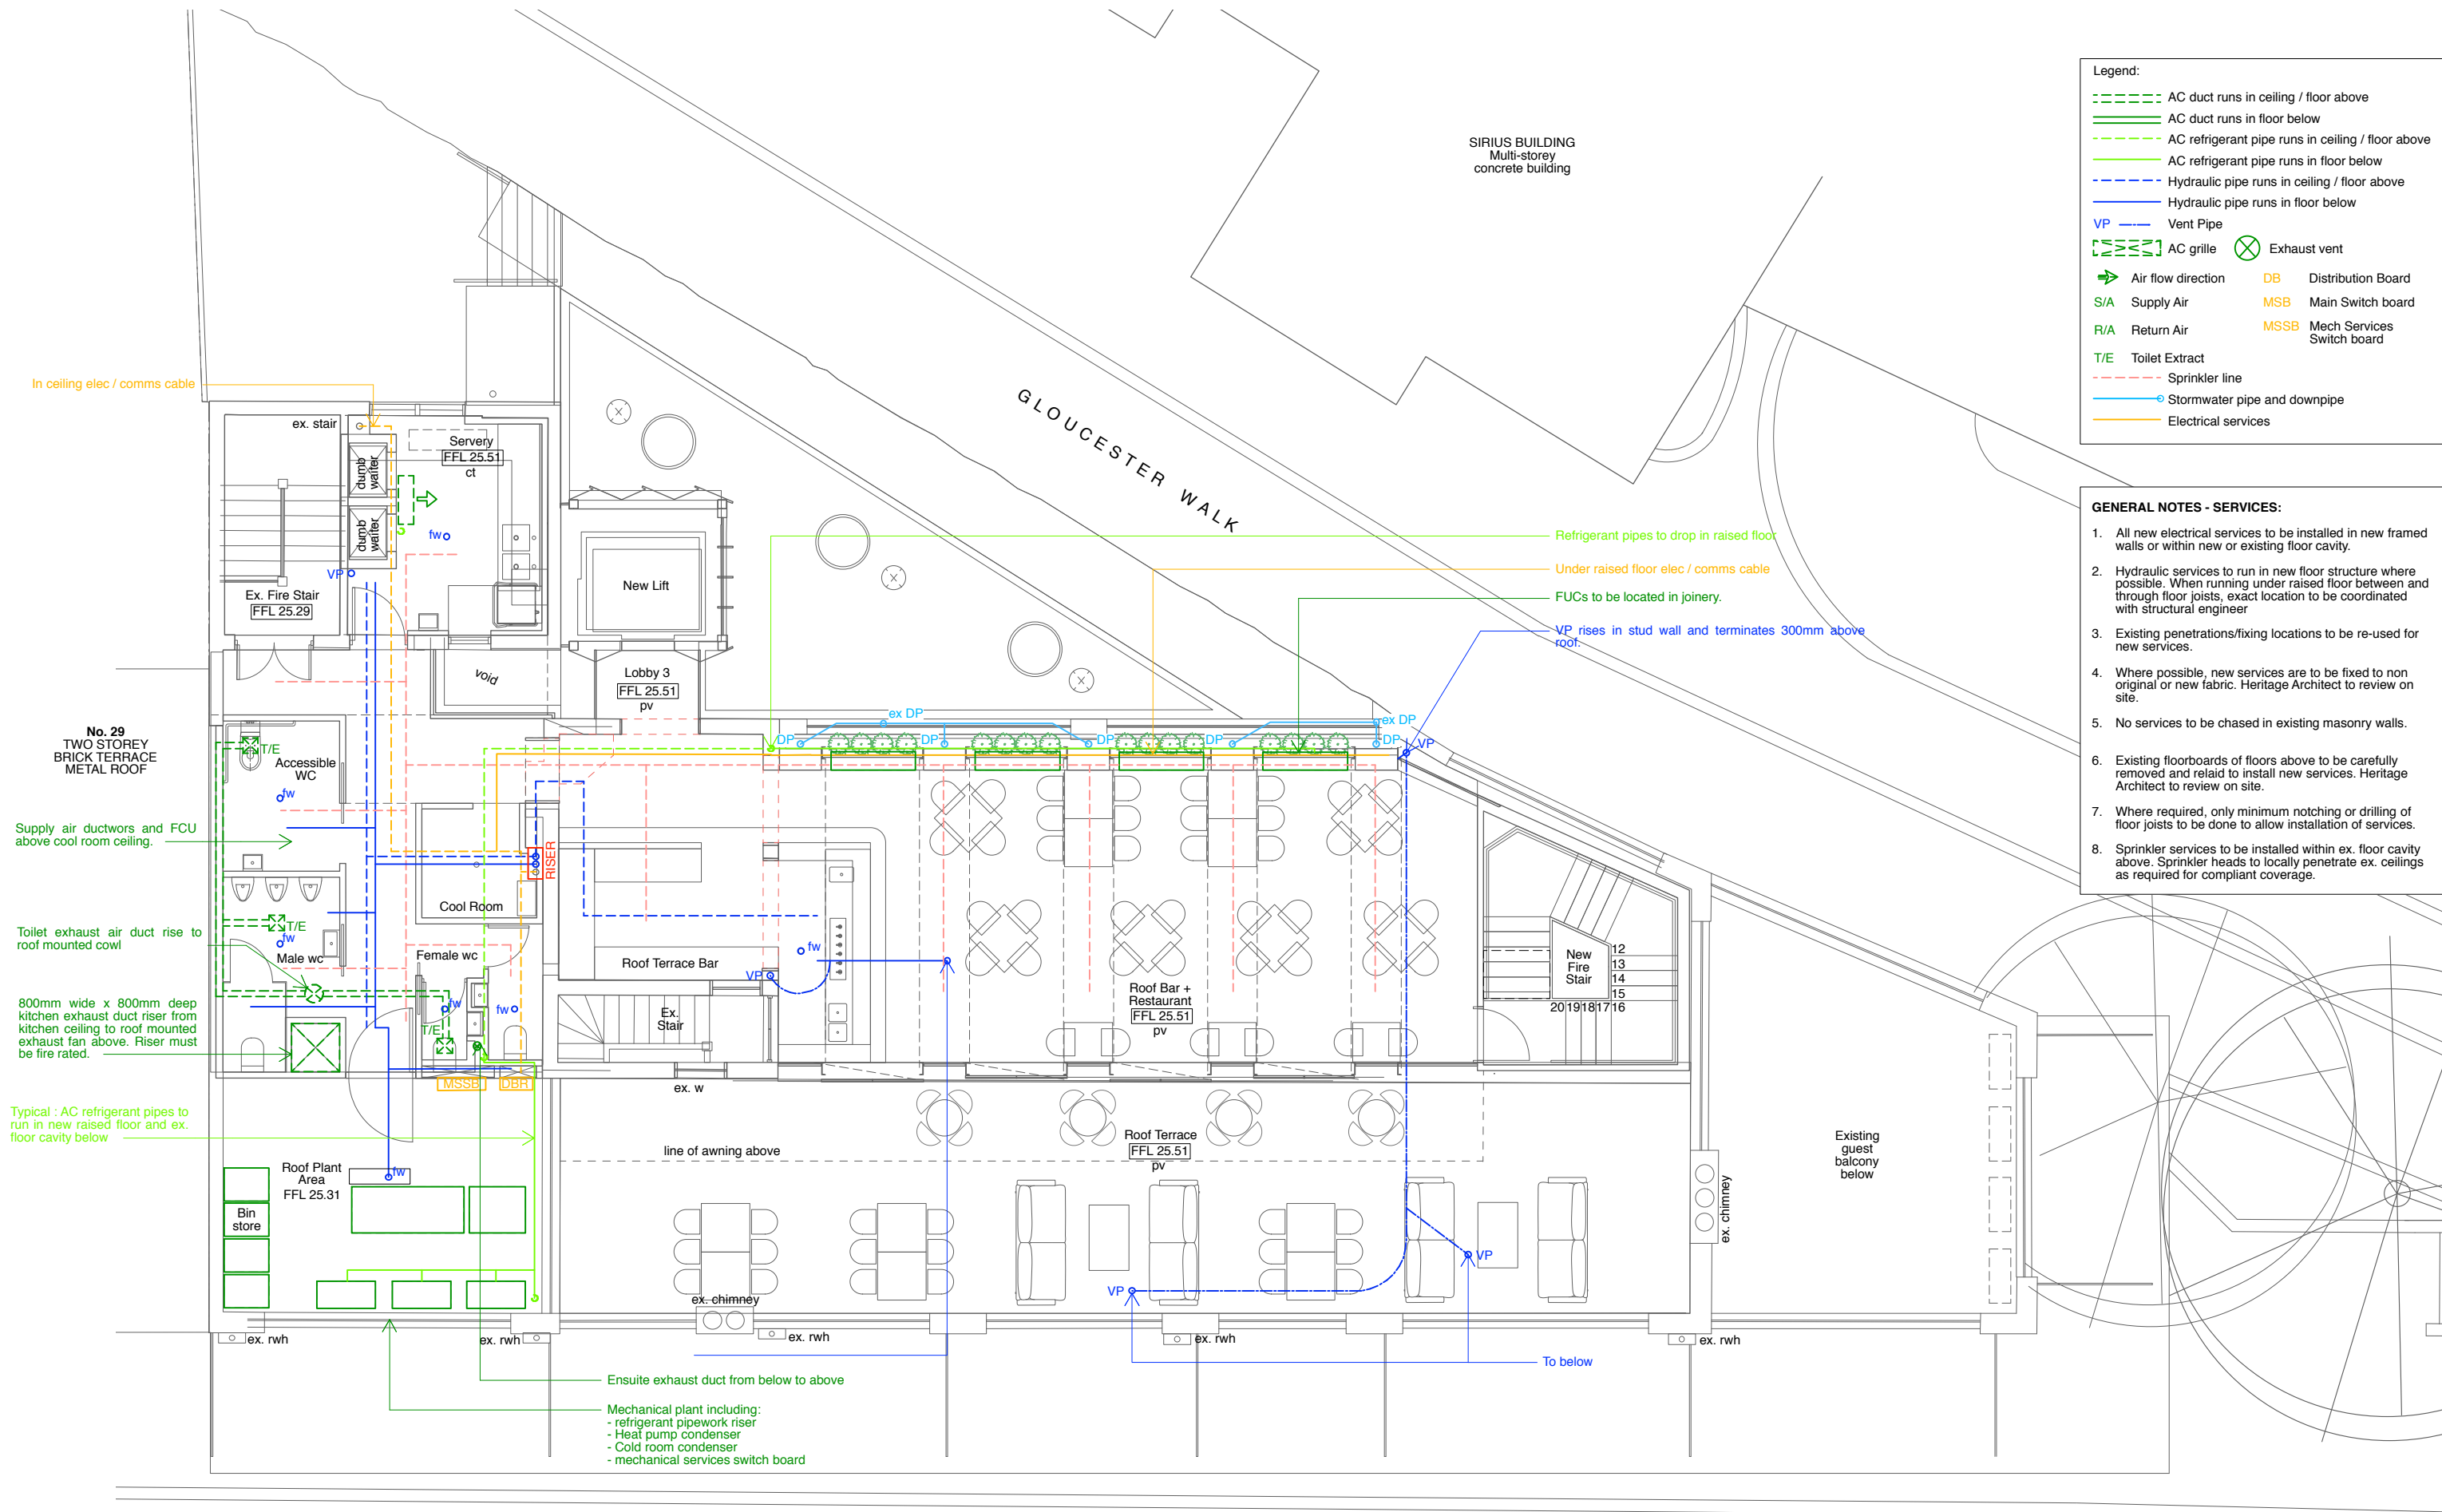 Legend:
AC duct runs in ceiling / floor above
AC duct runs in floor below
AC refrigerant pipe runs in ceiling / floor above
AC refrigerant pipe runs in floor below
Hydraulic pipe runs in ceiling / floor above
Hydraulic pipe runs in floor below
VP Vent Pipe
AC grille Exhaust vent
Air flow direction DB Distribution Board
S/A Supply Air MSB Main Switch board
R/A Return Air MSSB Mech Services
Switch board
T/E Toilet Extract
Sprinkler line
Stormwater pipe and downpipe
Electrical services
GENERAL NOTES - SERVICES:
1. All new electrical services to be installed in new framed
walls or within new or existing floor cavity.
2. Hydraulic services to run in new floor structure where
possible. When running under raised floor between and
through floor joists, exact location to be coordinated
with structural engineer
3. Existing penetrations/fixing locations to be re-used for
new services.
4. Where possible, new services are to be fixed to non
original or new fabric. Heritage Architect to review on
site.
5. No services to be chased in existing masonry walls.
6. Existing floorboards of floors above to be carefully
removed and relaid to install new services. Heritage
Architect to review on site.
7. Where required, only minimum notching or drilling of
floor joists to be done to allow installation of services.
8. Sprinkler services to be installed within ex. floor cavity
above. Sprinkler heads to locally penetrate ex. ceilings
as required for compliant coverage.
SIRIUS BUILDING
Multi-storey
concrete building
GLOUCESTER WALK
In ceiling elec / comms cable
ex. stair
Servery
FFL 25.51
ct
dumb
waiter
dumb
waiter
fw
VP
Ex. Fire Stair
FFL 25.29
New Lift
void
Lobby 3
FFL 25.51
pv
Refrigerant pipes to drop in raised floor
Under raised floor elec / comms cable
FUCs to be located in joinery.
VP rises in stud wall and terminates 300mm above
roof.
ex DP
ex DP
DP
DP
DP
DP
DP
VP
No. 29
TWO STOREY
BRICK TERRACE
METAL ROOF
T/E
Accessible
WC
fw
Supply air ductwors and FCU
above cool room ceiling.
RISER
Cool Room
T/E
fw
Toilet exhaust air duct rise to
roof mounted cowl
Male wc
Female wc
Roof Terrace Bar
fw
VP
800mm wide x 800mm deep
kitchen exhaust duct riser from
kitchen ceiling to roof mounted
exhaust fan above. Riser must
be fire rated.
fw
fw
T/E
Ex.
Stair
Roof Bar +
Restaurant
FFL 25.51
pv
New
Fire
Stair
12
13
14
15
20 19 18 17 16
MSSB
DBR
ex. w
Typical : AC refrigerant pipes to
run in new raised floor and ex.
floor cavity below
line of awning above
Roof Terrace
FFL 25.51
pv
Existing
guest
balcony
below
Roof Plant
Area
FFL 25.31
fw
Bin
store
ex. chimney
VP
VP
ex. chimney
ex. rwh
ex. rwh
ex. rwh
ex. rwh
ex. rwh
To below
Ensuite exhaust duct from below to above
Mechanical plant including:
- refrigerant pipework riser
- Heat pump condenser
- Cold room condenser
- mechanical services switch board